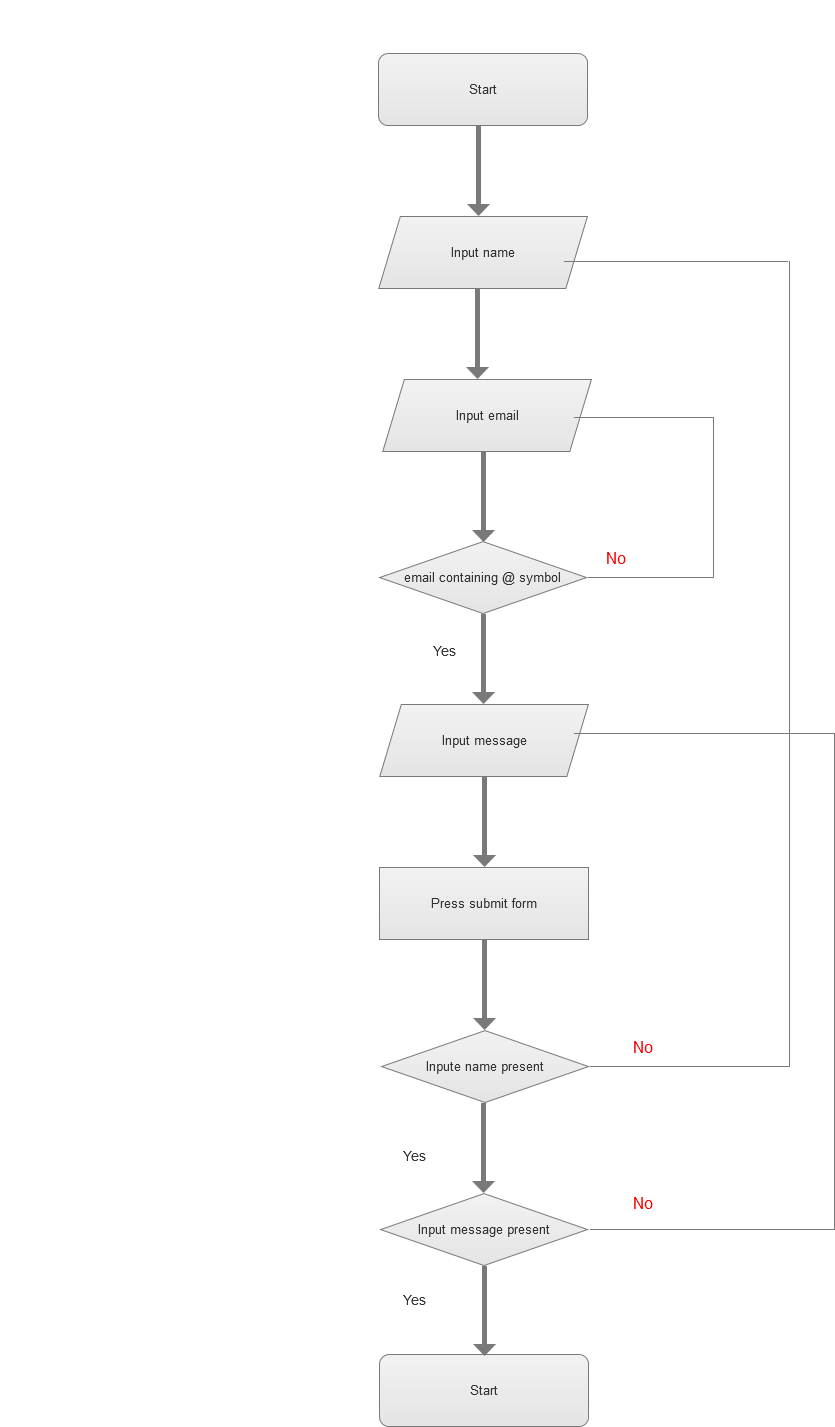 Start
Input name
Input email
email containing @ symbol
No
Yes
Input message
Press submit form
Inpute name present
No
Yes
Input message present
No
Yes
Start